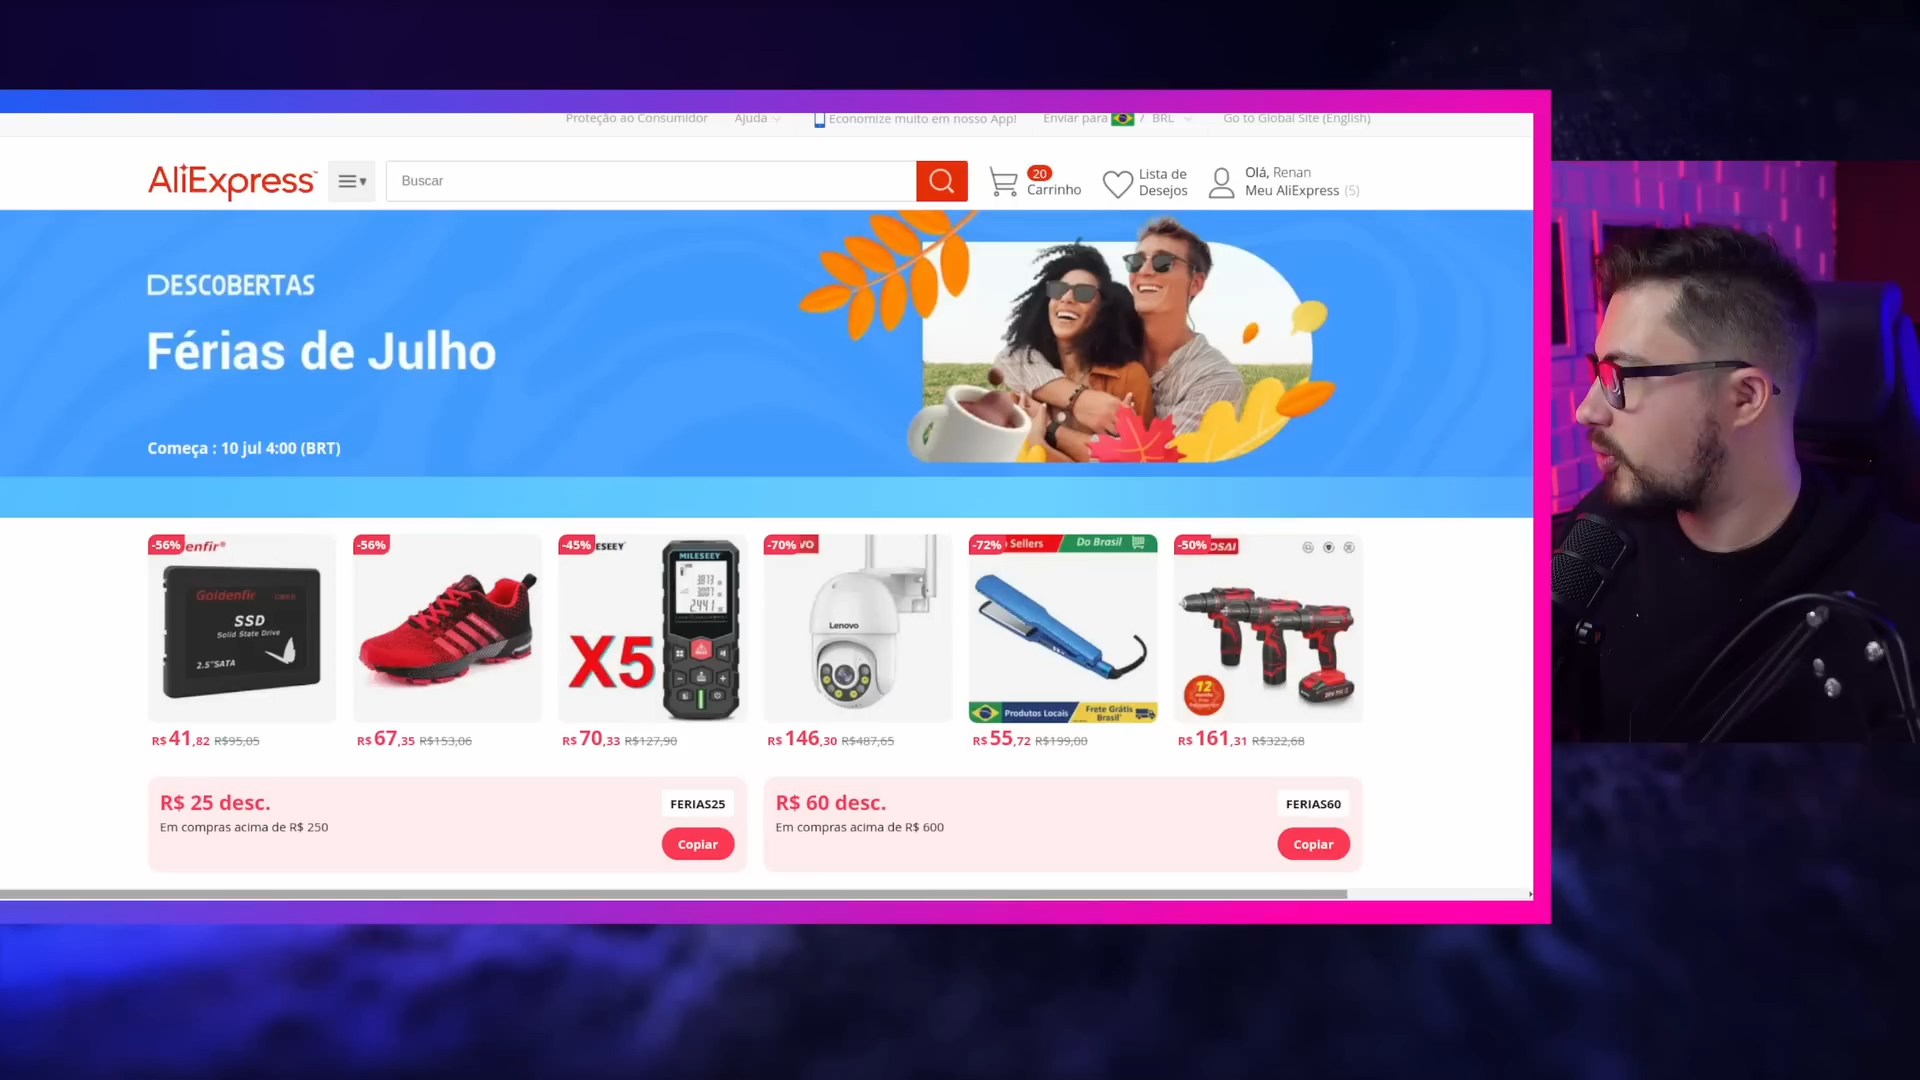 Proteção ao Consumidor
Ajuda
Economize muito em nosso App!
Enviar para / BRL
Go to Global Site (English)
AliExpress
Buscar
20
Carrinho
Lista de
Desejos
Olá, Renan
Meu AliExpress (5)
DESCOBERTAS
Férias de Julho
Começa : 10 jul 4:00 (BRT)
-56% enfir®
Goldenfir
SSD
Solid State Drive
2.5"SATA
-56%
-45% ESEEY
MILESEEY
X5
-70% VO
Lenovo
-72% Sellers Do Brasil
Produtos Locais
Frete Grátis
Brasil*
-50% OSAI
12
R$ 41,82 R$95,05
R$ 67,35 R$153,06
R$ 70,33 R$127,90
R$ 146,30 R$487,65
R$ 55,72 R$199,00
R$ 161,31 R$322,68
R$ 25 desc.
Em compras acima de R$ 250
FERIAS25
Copiar
R$ 60 desc.
Em compras acima de R$ 600
FERIAS60
Copiar